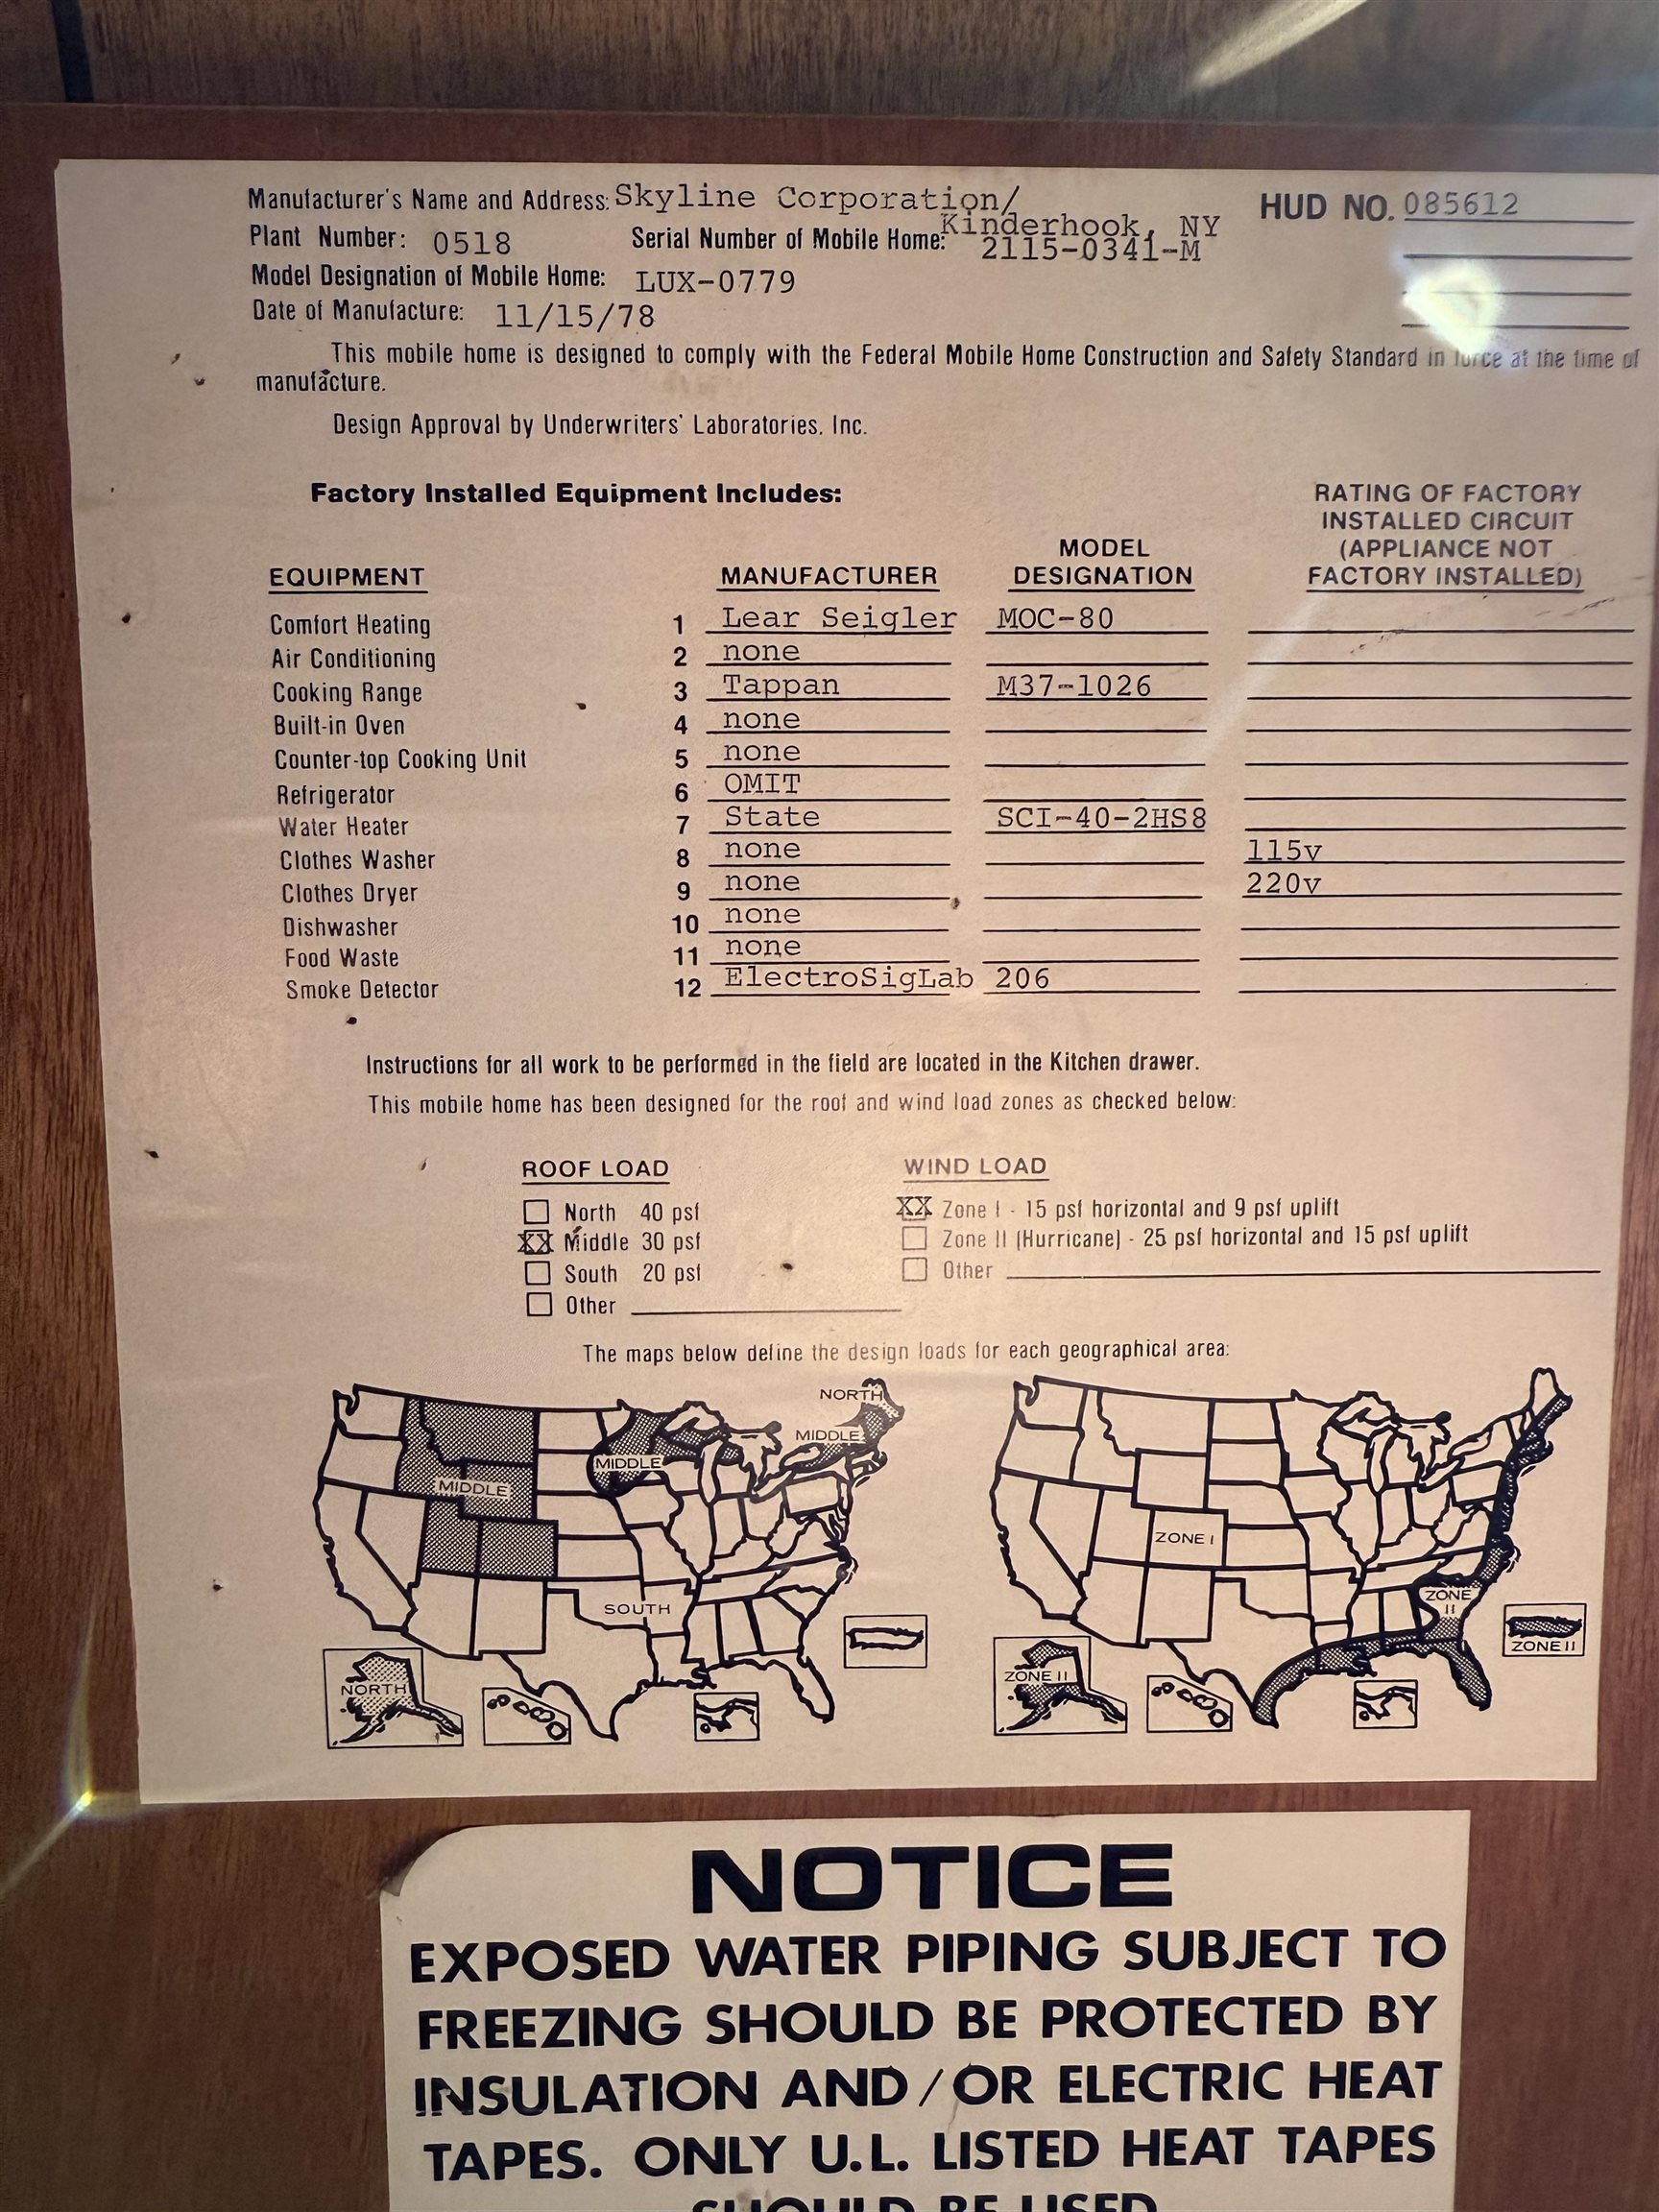 Manufacturer's Name and Address: Skyline Corporation/
Kinderhook, NY
HUD NO. 085612
Plant Number: 0518 Serial Number of Mobile Home: 2115-0341-M
Model Designation of Mobile Home: LUX-0779
Date of Manufacture: 11/15/78
This mobile home is designed to comply with the Federal Mobile Home Construction and Safety Standard in force at the time of
manufacture.
Design Approval by Underwriters' Laboratories, Inc.
Factory Installed Equipment Includes:
RATING OF FACTORY
INSTALLED CIRCUIT
(APPLIANCE NOT
FACTORY INSTALLED)
MODEL
DESIGNATION
EQUIPMENT MANUFACTURER
Comfort Heating 1 Lear Seigler MOC-80
Air Conditioning 2 none
Cooking Range 3 Tappan M37-1026
Built-in Oven 4 none
Counter-top Cooking Unit 5 none
Refrigerator 6 OMIT
Water Heater 7 State SCI-40-2HS8
Clothes Washer 8 none 115v
Clothes Dryer 9 none 220v
Dishwasher 10 none
Food Waste 11 none
Smoke Detector 12 ElectroSigLab 206
Instructions for all work to be performed in the field are located in the Kitchen drawer.
This mobile home has been designed for the roof and wind load zones as checked below:
ROOF LOAD
North 40 psf
XX Middle 30 psf
South 20 psf
Other
WIND LOAD
XX Zone I - 15 psf horizontal and 9 psf uplift
Zone II (Hurricane) - 25 psf horizontal and 15 psf uplift
Other
The maps below define the design loads for each geographical area:
NORTH
MIDDLE
MIDDLE
MIDDLE
SOUTH
NORTH
ZONE I
ZONE
II
ZONE II
ZONE II
NOTICE
EXPOSED WATER PIPING SUBJECT TO
FREEZING SHOULD BE PROTECTED BY
INSULATION AND/OR ELECTRIC HEAT
TAPES. ONLY U.L. LISTED HEAT TAPES
SHOULD BE USED